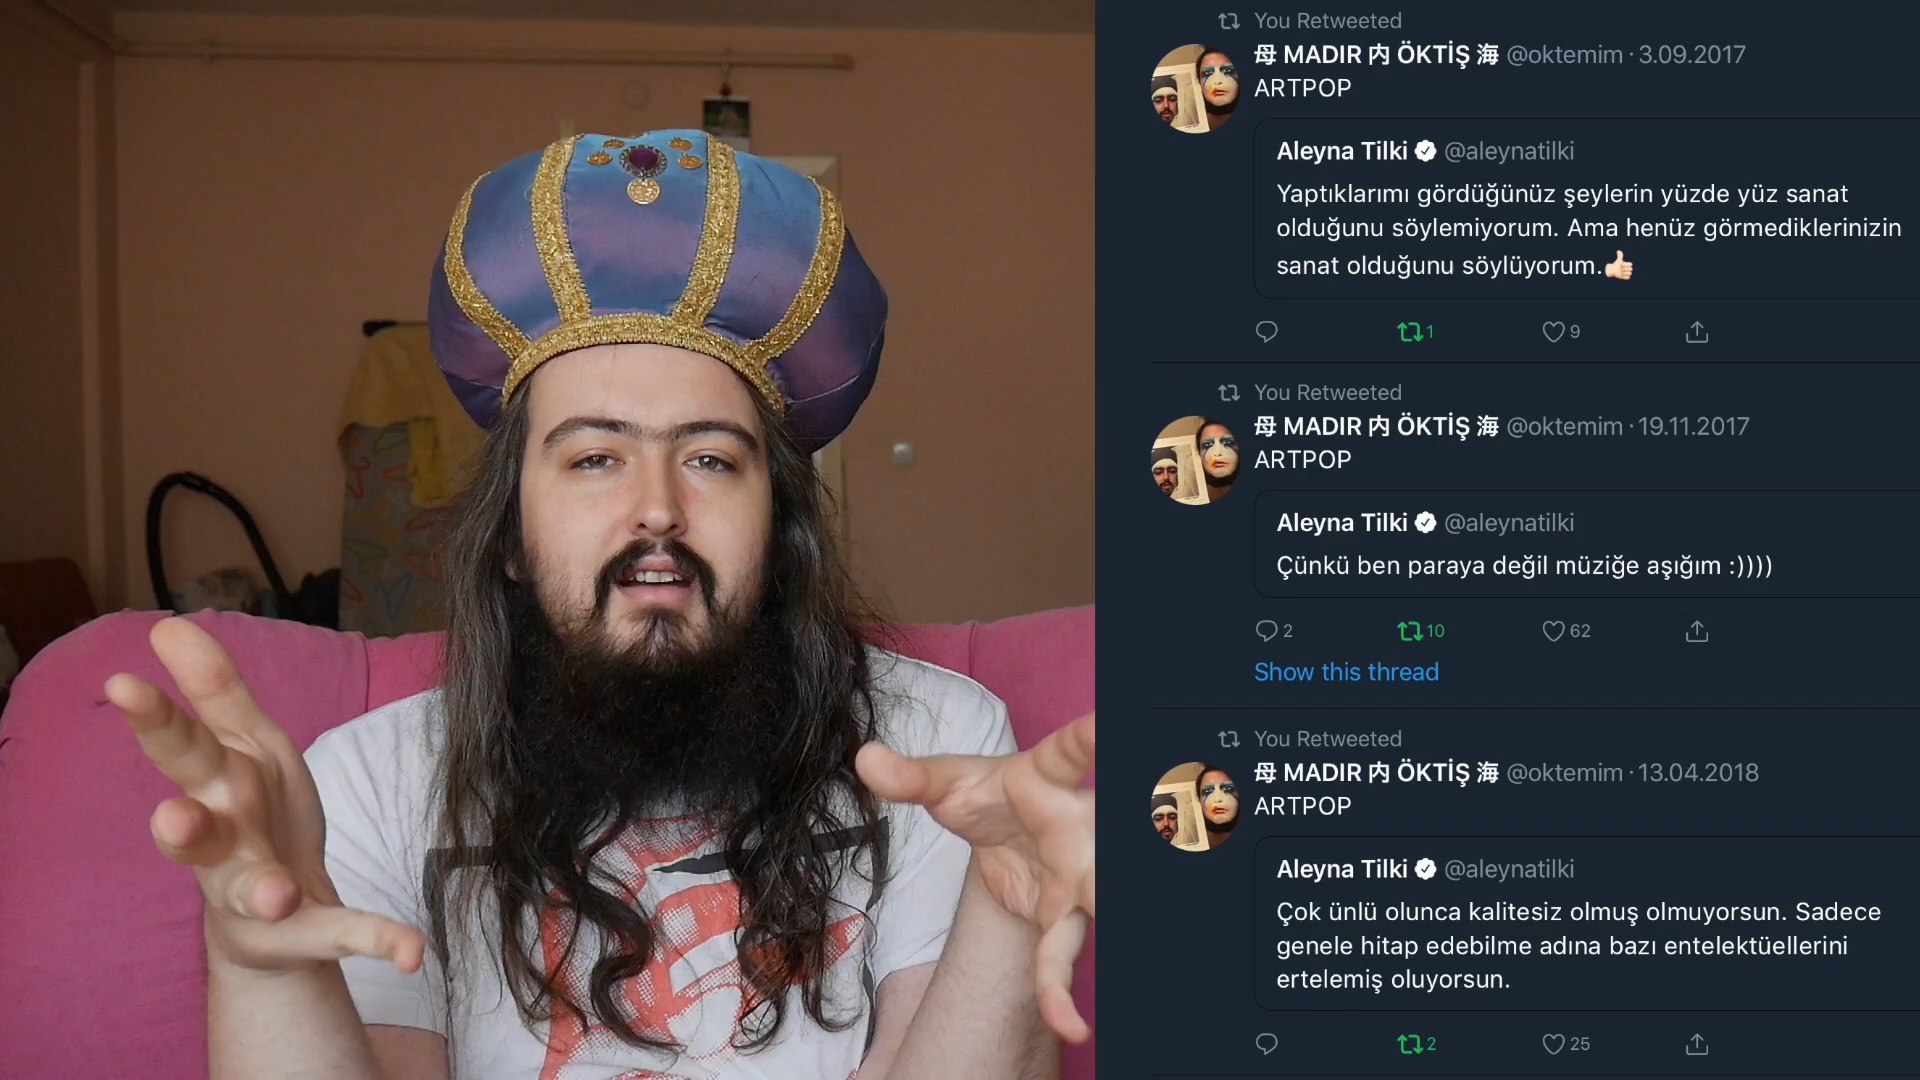 You Retweeted
母 MADIR 内 ÖKTİŞ 海 @oktemim · 3.09.2017
ARTPOP
Aleyna Tilki @aleynatilki
Yaptıklarımı gördüğünüz şeylerin yüzde yüz sanat
olduğunu söylemiyorum. Ama henüz görmediklerinizin
sanat olduğunu söylüyorum.👍🏻
1
9
You Retweeted
母 MADIR 内 ÖKTİŞ 海 @oktemim · 19.11.2017
ARTPOP
Aleyna Tilki @aleynatilki
Çünkü ben paraya değil müziğe aşığım :))))
2
10
62
Show this thread
You Retweeted
母 MADIR 内 ÖKTİŞ 海 @oktemim · 13.04.2018
ARTPOP
Aleyna Tilki @aleynatilki
Çok ünlü olunca kalitesiz olmuş olmuyorsun. Sadece
genele hitap edebilme adına bazı entelektüellerini
ertelemiş oluyorsun.
2
25